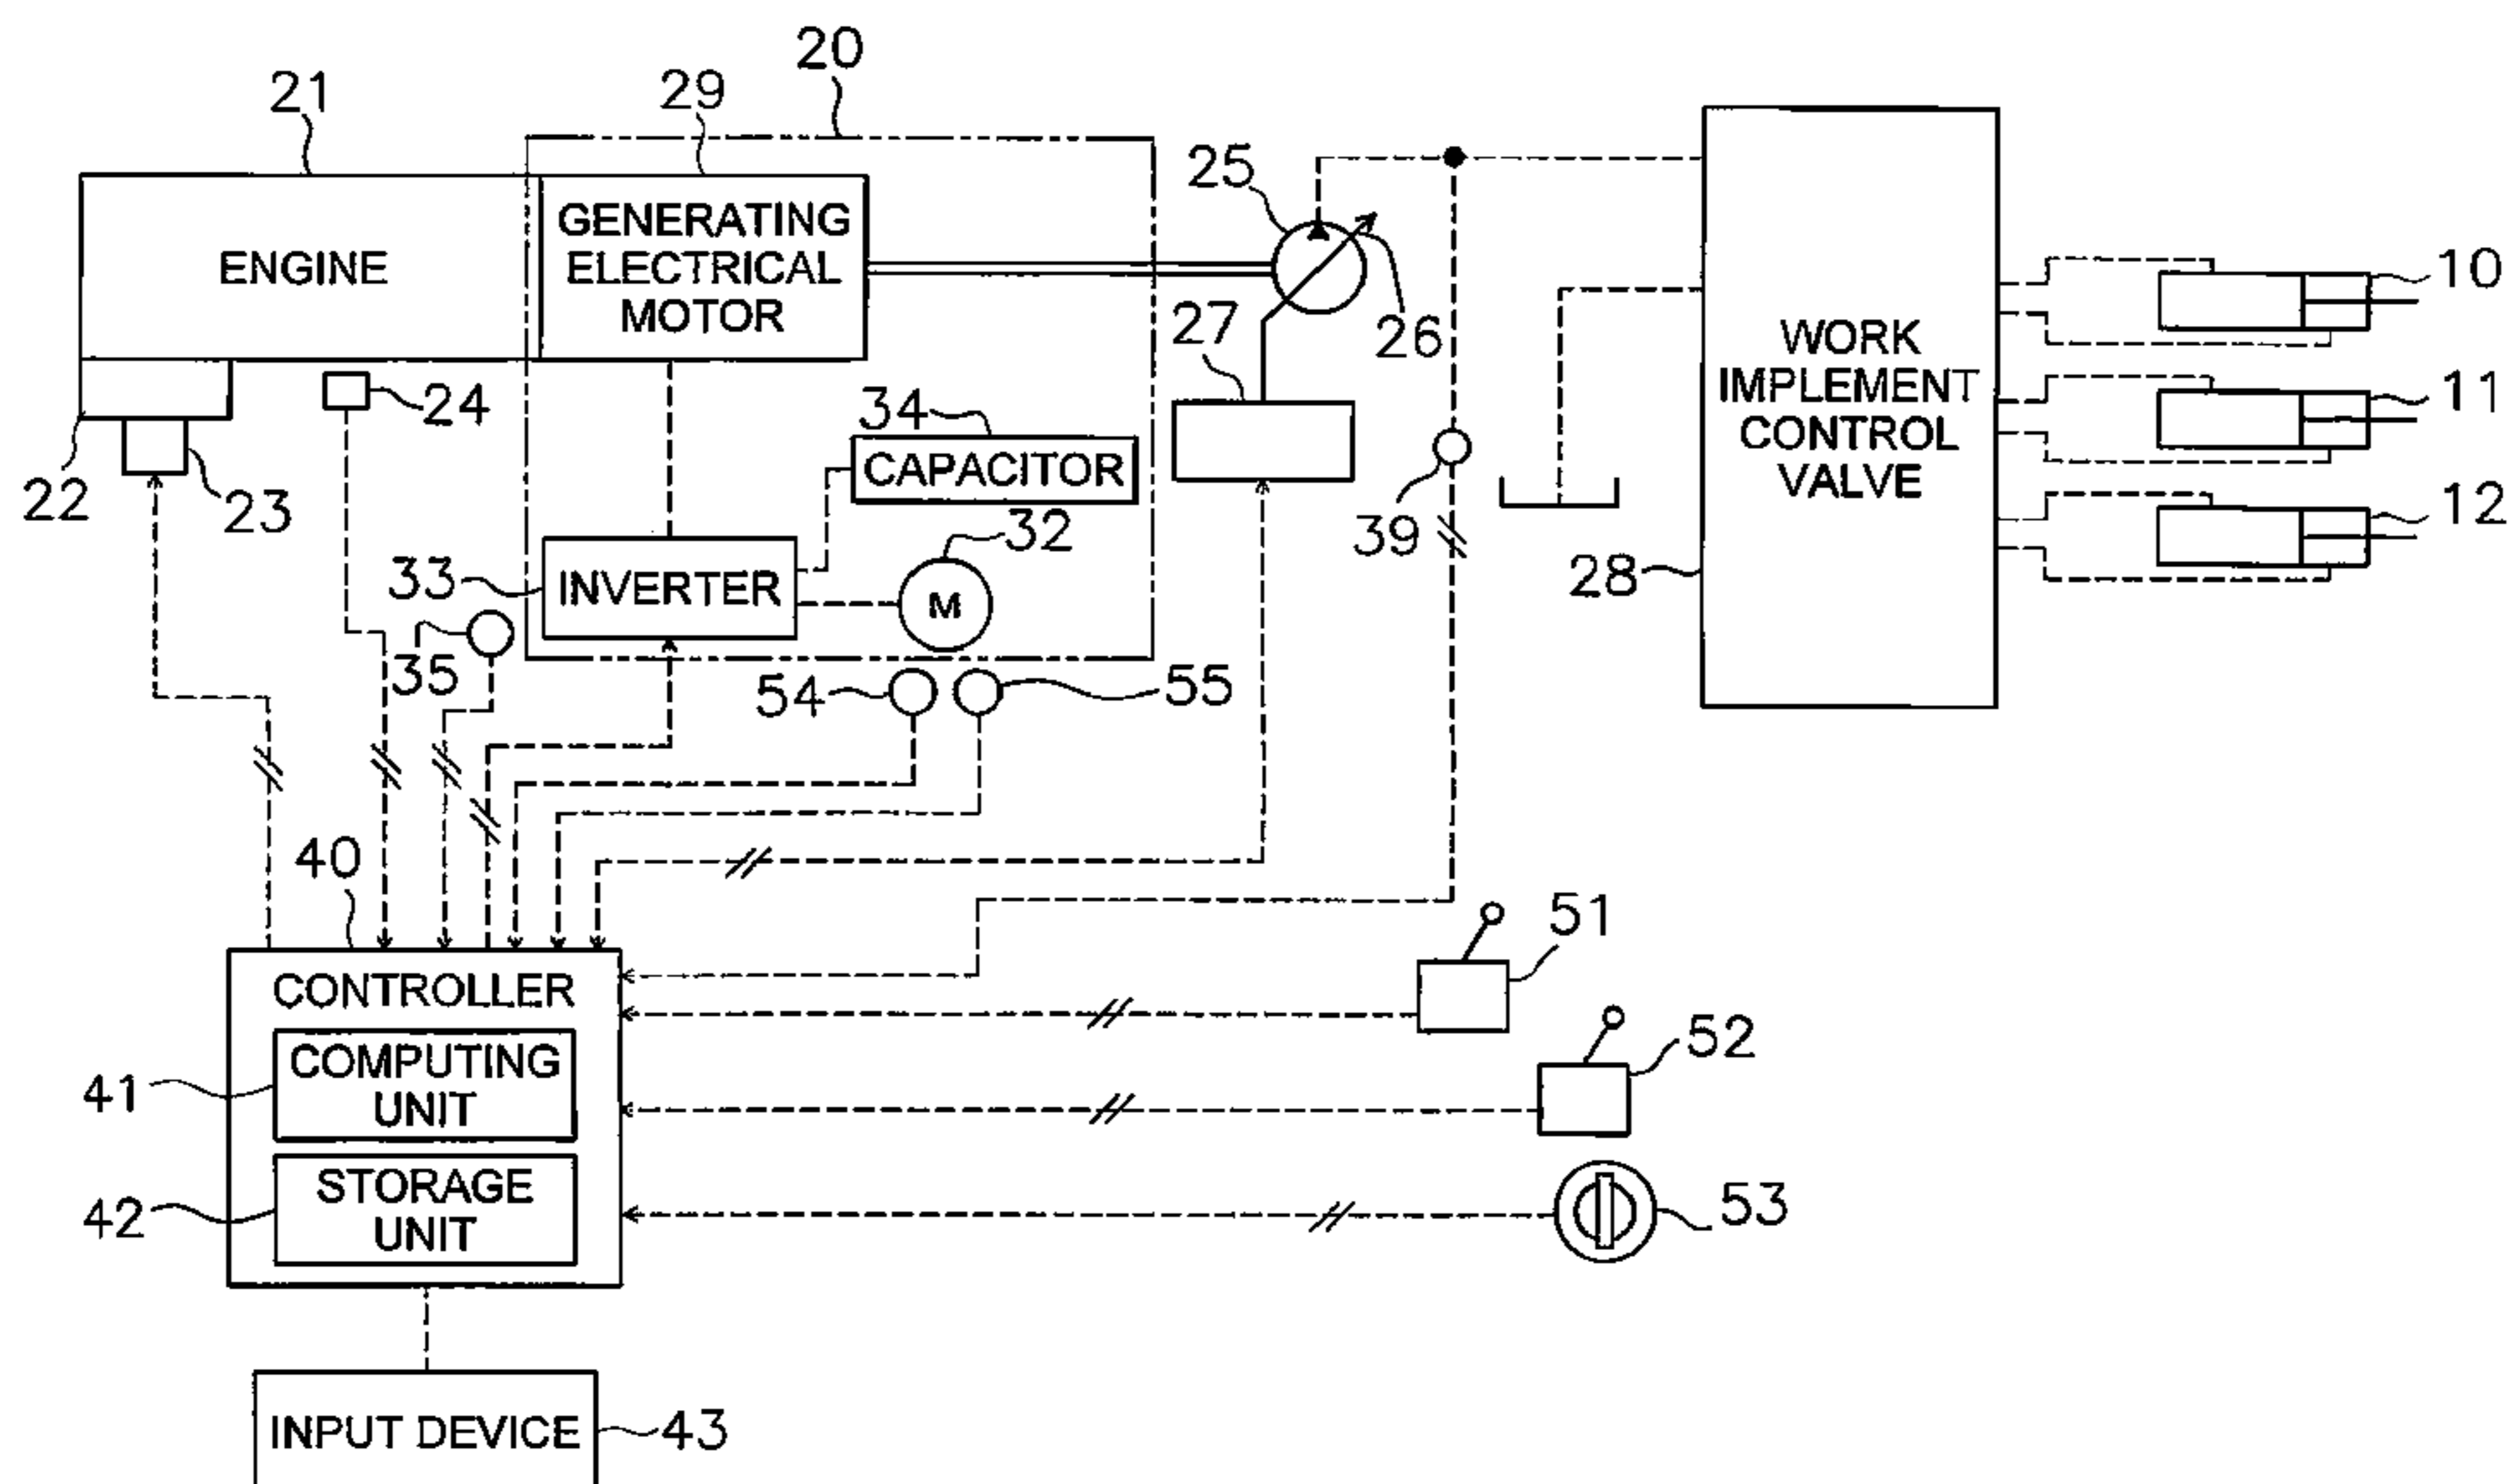 20
21
29
25
ENGINE
GENERATING
ELECTRICAL
MOTOR
26
27
WORK
IMPLEMENT
CONTROL
VALVE
10
11
12
24
34
CAPACITOR
22
23
39
28
33
INVERTER
32
M
35
54
55
40
CONTROLLER
51
COMPUTING
UNIT
41
52
STORAGE
UNIT
42
53
INPUT DEVICE
43